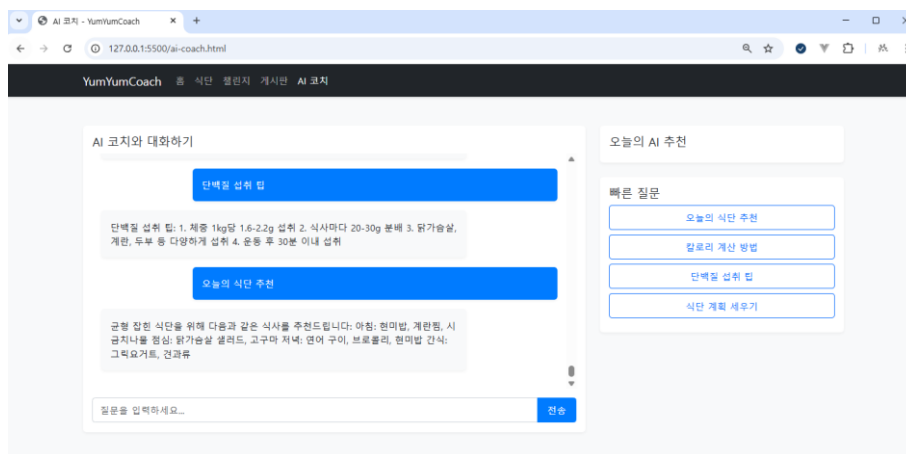 AI 코치 - YumYumCoach
127.0.0.1:5500/ai-coach.html
YumYumCoach 홈 식단 챌린지 게시판 AI 코치
AI 코치와 대화하기
단백질 섭취 팁
단백질 섭취 팁: 1. 체중 1kg당 1.6-2.2g 섭취 2. 식사마다 20-30g 분배 3. 닭가슴살,
계란, 두부 등 다양하게 섭취 4. 운동 후 30분 이내 섭취
오늘의 식단 추천
균형 잡힌 식단을 위해 다음과 같은 식사를 추천드립니다: 아침: 현미밥, 계란찜, 시
금치나물 점심: 닭가슴살 샐러드, 고구마 저녁: 연어 구이, 브로콜리, 현미밥 간식:
그릭요거트, 견과류
질문을 입력하세요...
전송
오늘의 AI 추천
빠른 질문
오늘의 식단 추천
칼로리 계산 방법
단백질 섭취 팁
식단 계획 세우기